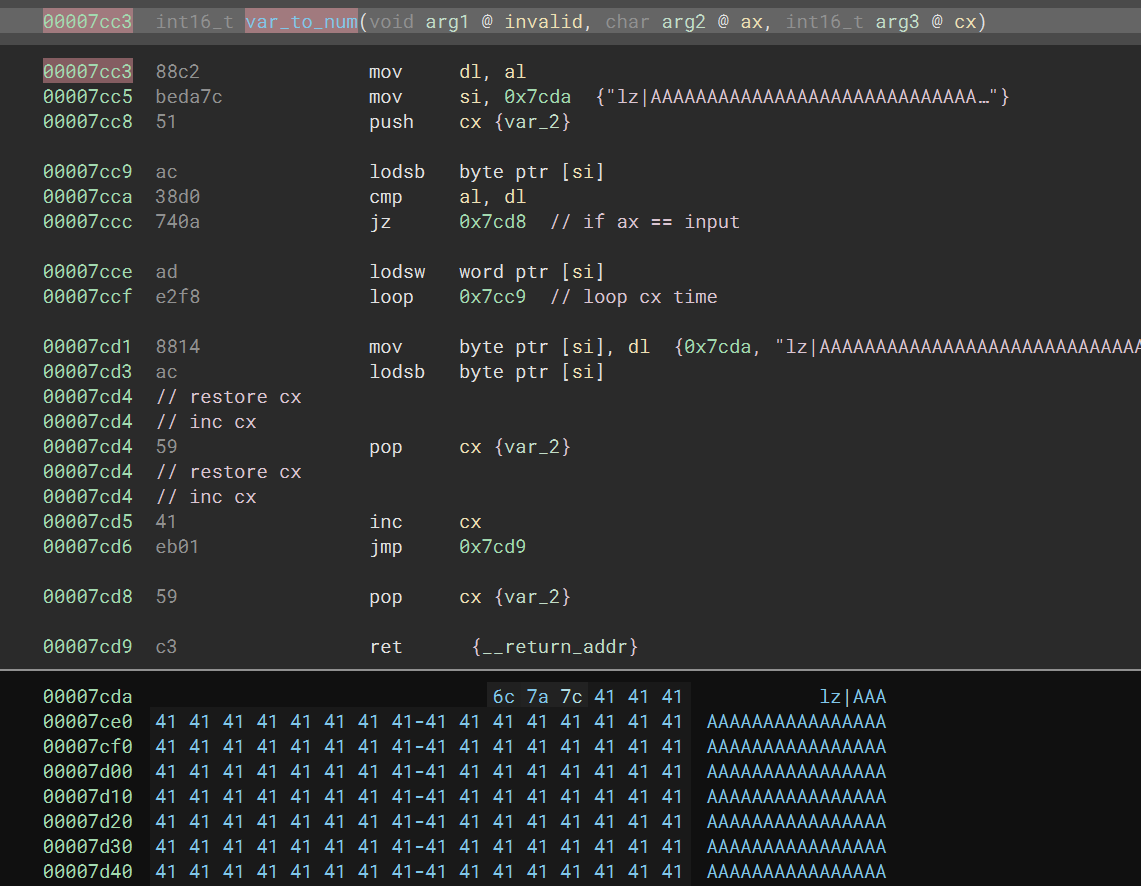 00007cc3 int16_t var_to_num(void arg1 @ invalid, char arg2 @ ax, int16_t arg3 @ cx)
00007cc3 88c2 mov dl, al
00007cc5 beda7c mov si, 0x7cda {"lz|AAAAAAAAAAAAAAAAAAAAAAAAAAAAA…"}
00007cc8 51 push cx {var_2}
00007cc9 ac lodsb byte ptr [si]
00007cca 38d0 cmp al, dl
00007ccc 740a jz 0x7cd8 // if ax == input
00007cce ad lodsw word ptr [si]
00007ccf e2f8 loop 0x7cc9 // loop cx time
00007cd1 8814 mov byte ptr [si], dl {0x7cda, "lz|AAAAAAAAAAAAAAAAAAAAAAAAAAAAA
00007cd3 ac lodsb byte ptr [si]
00007cd4 // restore cx
00007cd4 // inc cx
00007cd4 59 pop cx {var_2}
00007cd4 // restore cx
00007cd4 // inc cx
00007cd5 41 inc cx
00007cd6 eb01 jmp 0x7cd9
00007cd8 59 pop cx {var_2}
00007cd9 c3 ret {__return_addr}
00007cda 6c 7a 7c 41 41 41 lz|AAA
00007ce0 41 41 41 41 41 41 41 41-41 41 41 41 41 41 41 41 AAAAAAAAAAAAAAAA
00007cf0 41 41 41 41 41 41 41 41-41 41 41 41 41 41 41 41 AAAAAAAAAAAAAAAA
00007d00 41 41 41 41 41 41 41 41-41 41 41 41 41 41 41 41 AAAAAAAAAAAAAAAA
00007d10 41 41 41 41 41 41 41 41-41 41 41 41 41 41 41 41 AAAAAAAAAAAAAAAA
00007d20 41 41 41 41 41 41 41 41-41 41 41 41 41 41 41 41 AAAAAAAAAAAAAAAA
00007d30 41 41 41 41 41 41 41 41-41 41 41 41 41 41 41 41 AAAAAAAAAAAAAAAA
00007d40 41 41 41 41 41 41 41 41-41 41 41 41 41 41 41 41 AAAAAAAAAAAAAAAA